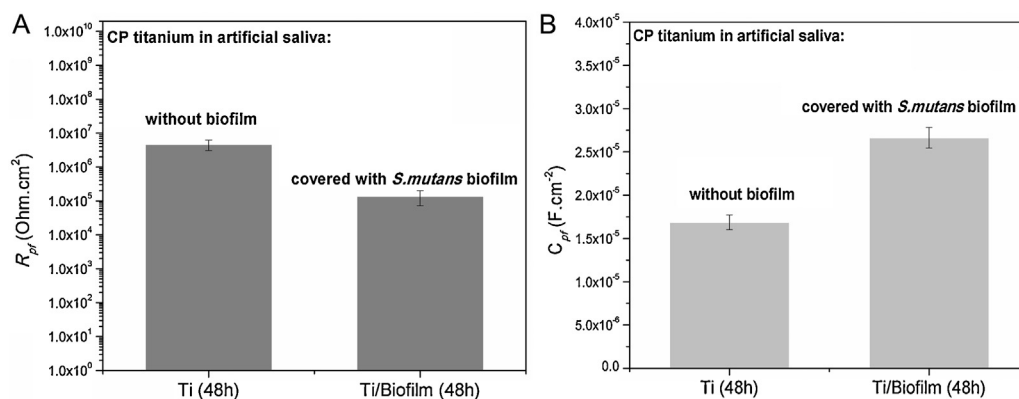 A
CP titanium in artificial saliva:
1.0x10^10
1.0x10^9
1.0x10^8
1.0x10^7
1.0x10^6
1.0x10^5
1.0x10^4
1.0x10^3
1.0x10^2
1.0x10^1
1.0x10^0
R_pf (Ohm.cm^2)
without biofilm
covered with S.mutans biofilm
Ti (48h)
Ti/Biofilm (48h)
B
CP titanium in artificial saliva:
4.0x10^-5
3.5x10^-5
3.0x10^-5
2.5x10^-5
2.0x10^-5
1.5x10^-5
1.0x10^-5
5.0x10^-6
0.0
C_pf (F.cm^-2)
covered with S.mutans biofilm
without biofilm
Ti (48h)
Ti/Biofilm (48h)